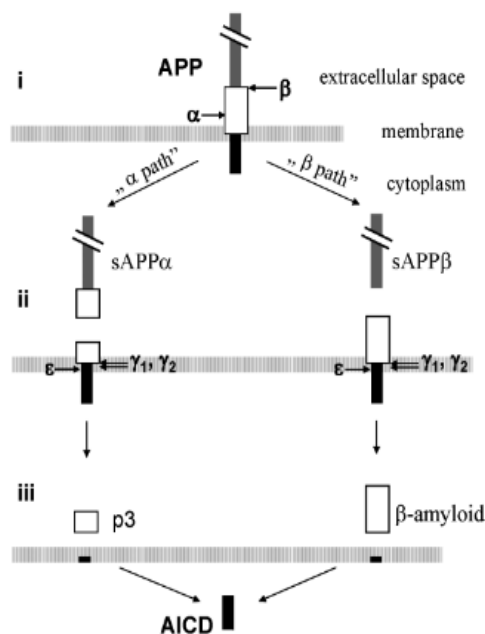 i
APP
extracellular space
β
α
membrane
„ α path”
„ β path”
cytoplasm
sAPPα
sAPPβ
ii
ε
γ1, γ2
ε
γ1, γ2
iii
p3
β-amyloid
AICD